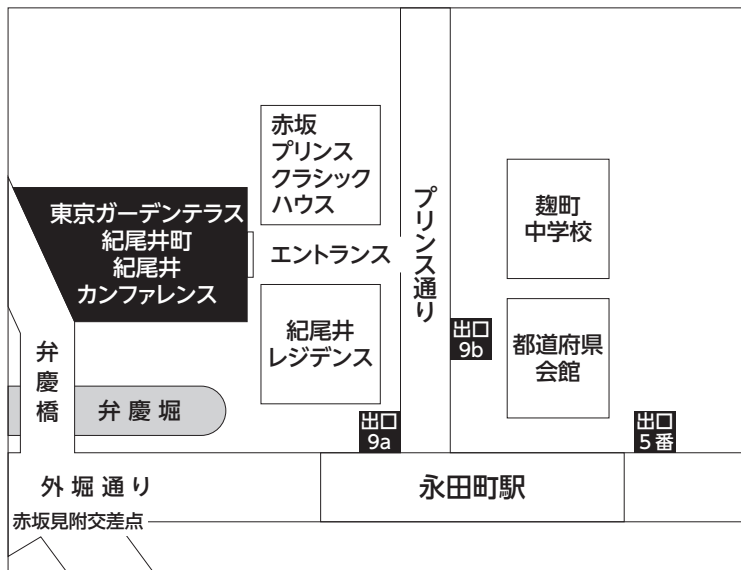 赤坂
プリンス
クラシック
ハウス
東京ガーデンテラス
紀尾井町
紀尾井
カンファレンス
エントランス
プリンス通り
麹町
中学校
紀尾井
レジデンス
出口
9b
都道府県
会館
弁慶橋
弁慶堀
出口
9a
出口
5番
外堀通り
永田町駅
赤坂見附交差点